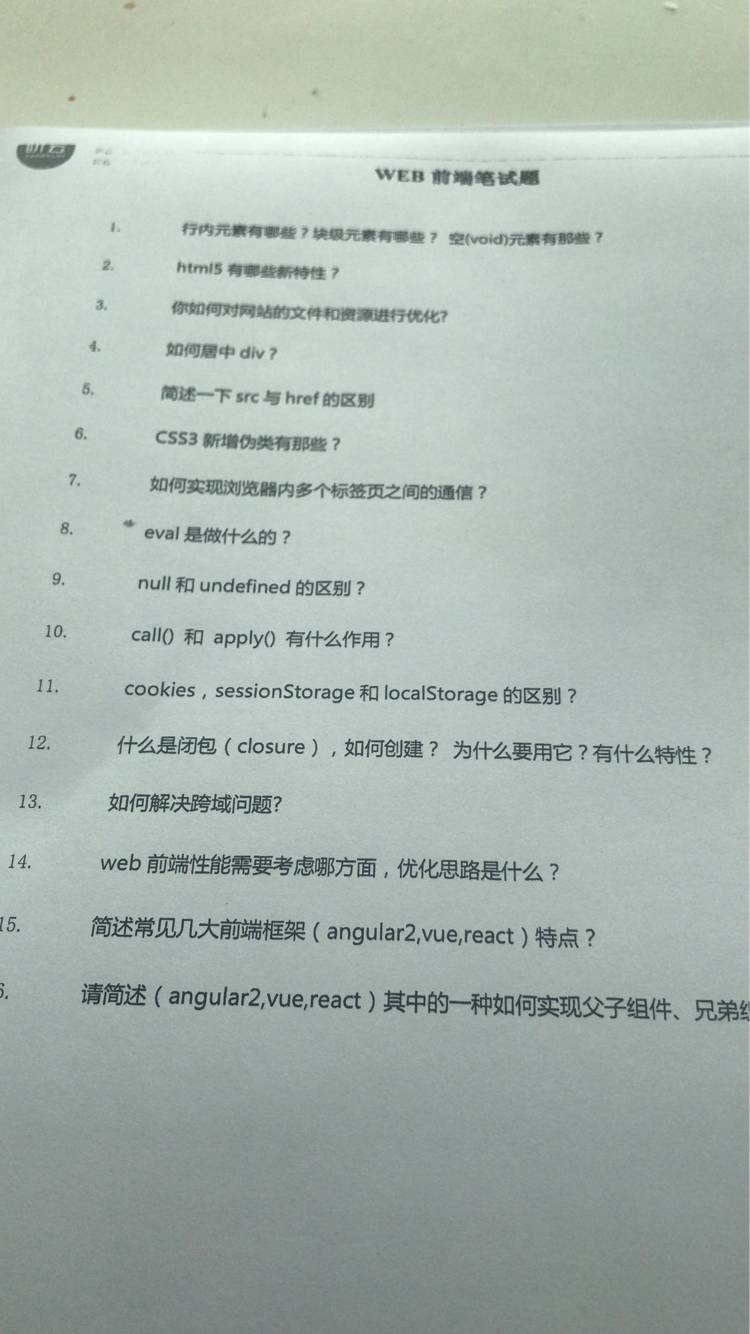 WEB 前端笔试题
1. 行内元素有哪些？块级元素有哪些？ 空(void)元素有那些？
2. html5 有哪些新特性？
3. 你如何对网站的文件和资源进行优化?
4. 如何居中 div？
5. 简述一下 src 与 href 的区别
6. CSS3 新增伪类有那些？
7. 如何实现浏览器内多个标签页之间的通信？
8. eval 是做什么的？
9. null 和 undefined 的区别？
10. call() 和 apply() 有什么作用？
11. cookies，sessionStorage 和 localStorage 的区别？
12. 什么是闭包（closure），如何创建？ 为什么要用它？有什么特性？
13. 如何解决跨域问题?
14. web 前端性能需要考虑哪方面，优化思路是什么？
15. 简述常见几大前端框架（angular2,vue,react）特点？
6. 请简述（angular2,vue,react）其中的一种如何实现父子组件、兄弟